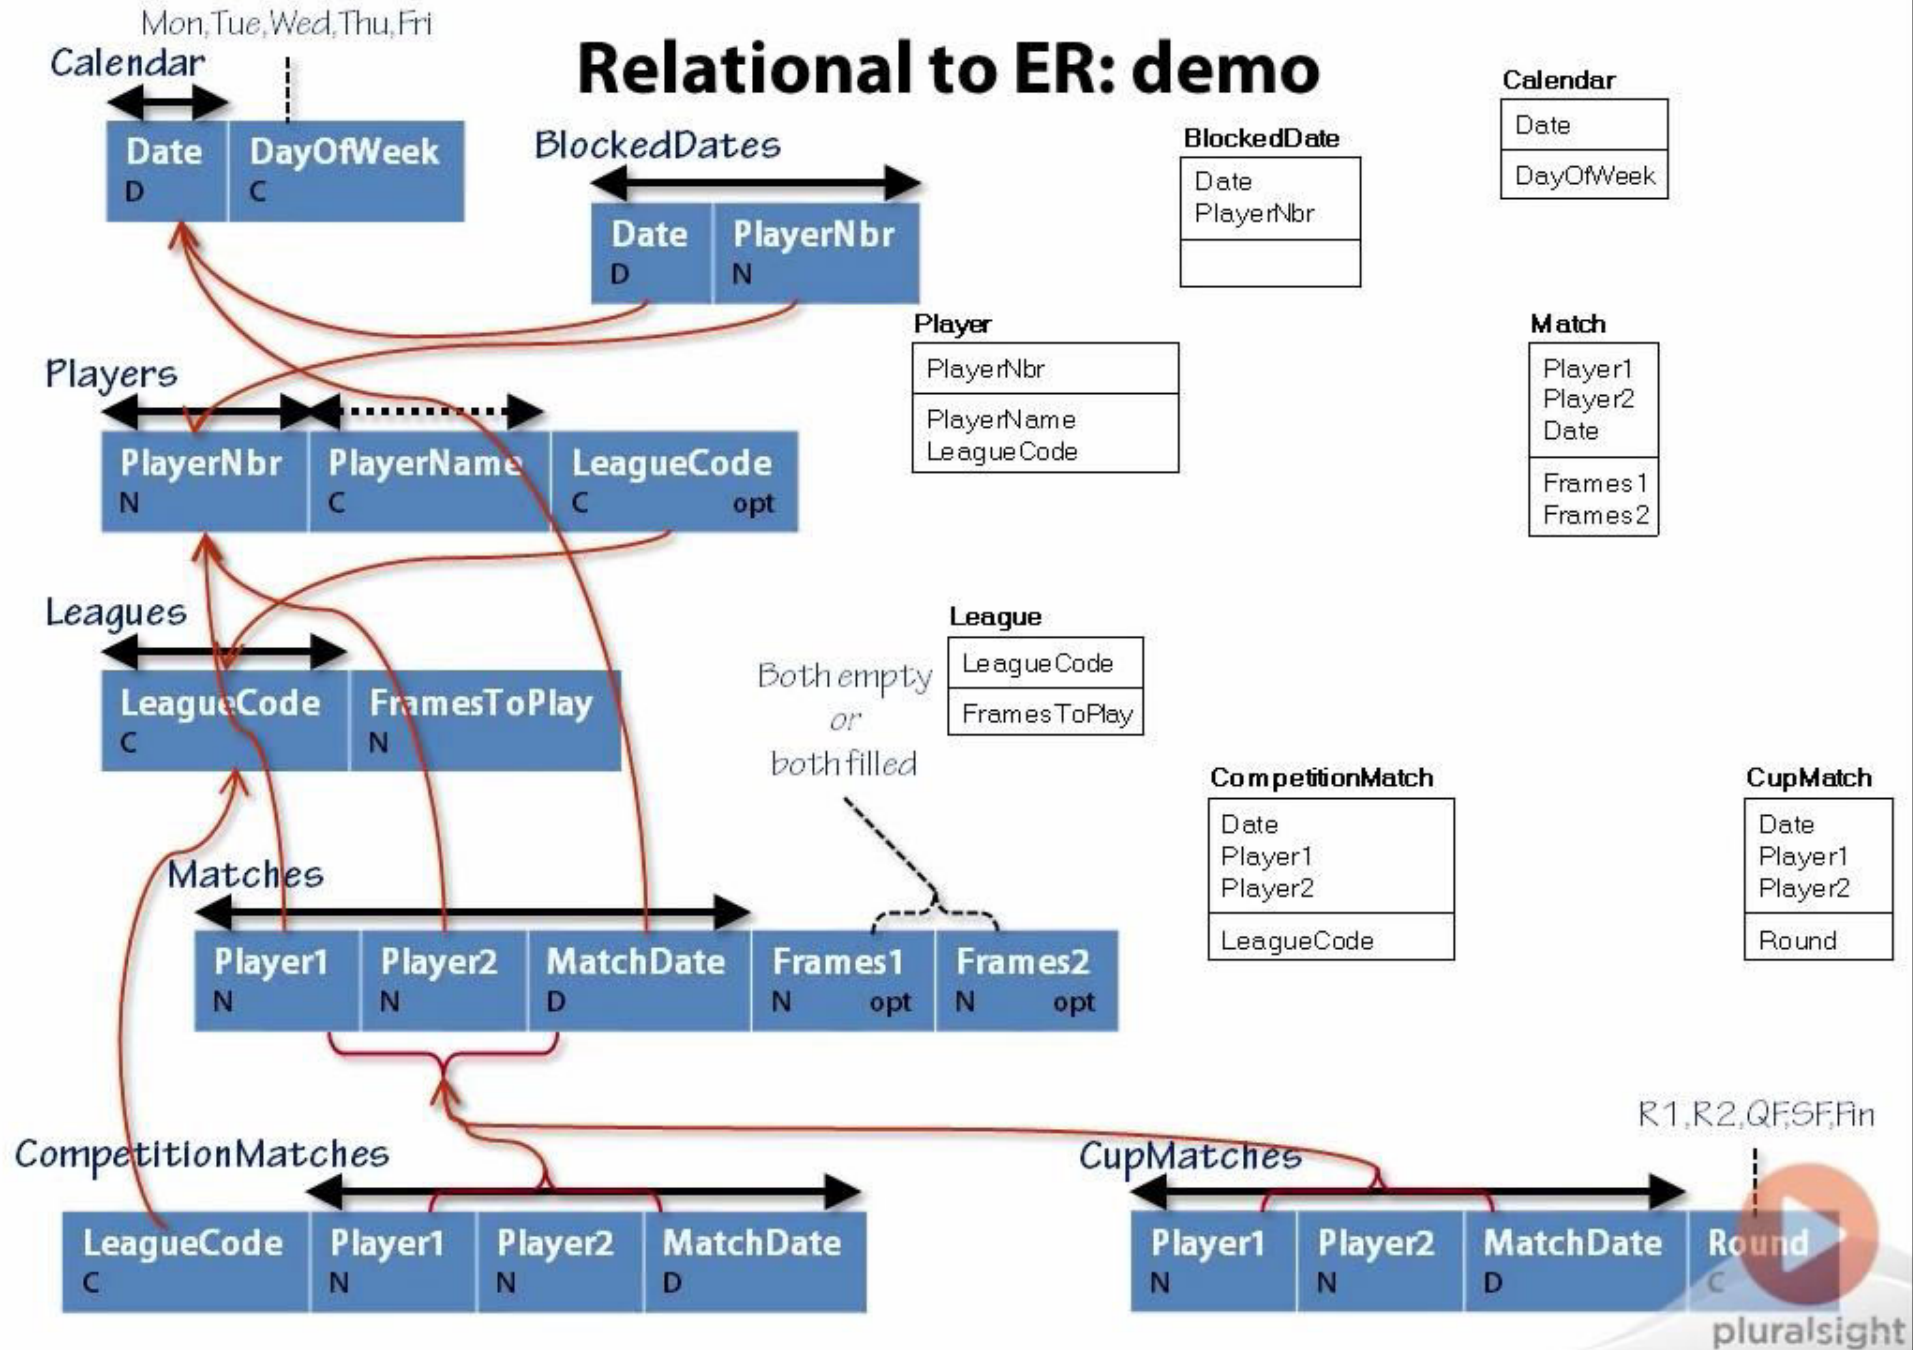 Mon,Tue,Wed,Thu,Fri
Calendar
Relational to ER: demo
Date DayOfWeek
D C
BlockedDates
Date PlayerNbr
D N
Calendar
Date
DayOfWeek
BlockedDate
Date
PlayerNbr
Player
PlayerNbr
PlayerName
LeagueCode
Match
Player1
Player2
Date
Frames1
Frames2
Players
PlayerNbr PlayerName LeagueCode
N C C opt
Leagues
LeagueCode FramesToPlay
C N
Both empty
or
both filled
League
LeagueCode
FramesToPlay
CompetitionMatch
Date
Player1
Player2
LeagueCode
CupMatch
Date
Player1
Player2
Round
Matches
Player1 Player2 MatchDate Frames1 Frames2
N N D N opt N opt
CompetitionMatches
LeagueCode Player1 Player2 MatchDate
C N N D
R1,R2,QF,SF,Fin
CupMatches
Player1 Player2 MatchDate Round
N N D C
pluralsight